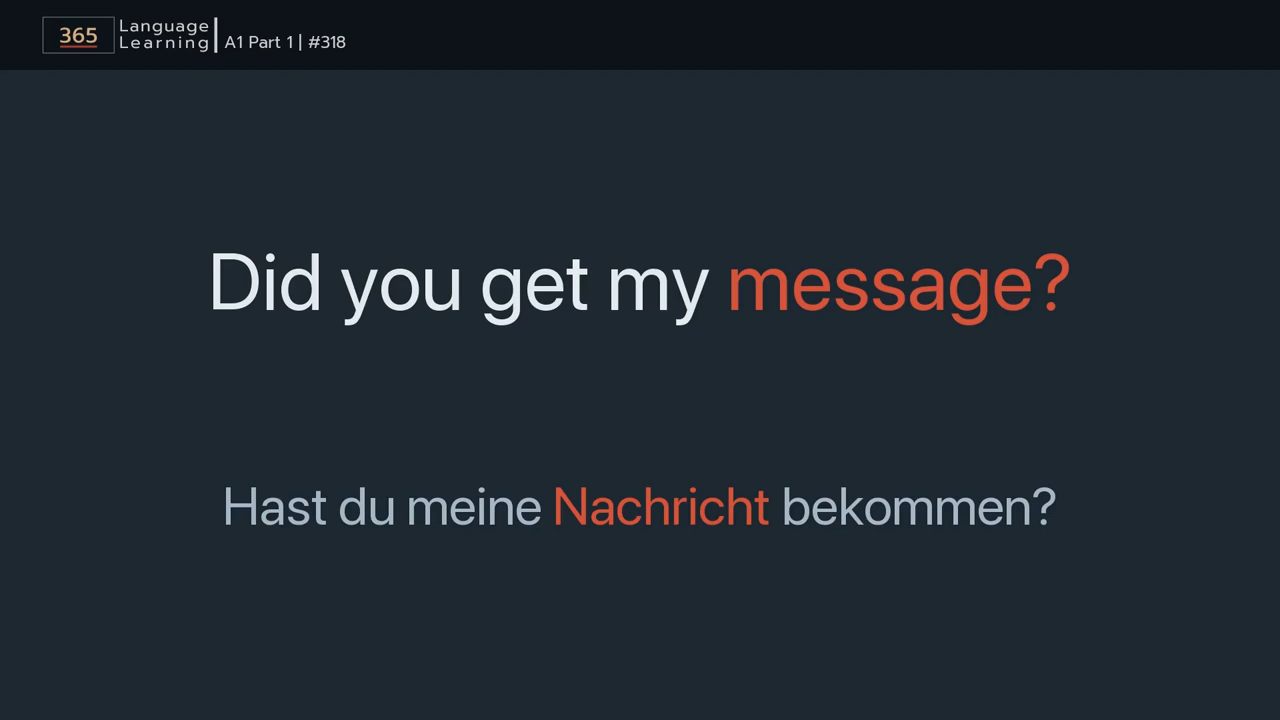 365
Language
Learning
A1 Part 1 | #318
Did you get my message?
Hast du meine Nachricht bekommen?